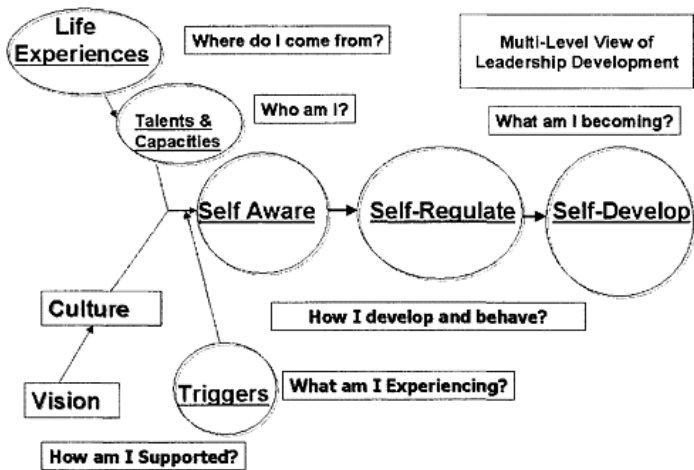 Life
Experiences
Where do I come from?
Multi-Level View of
Leadership Development
Talents &
Capacities
Who am I?
What am I becoming?
Self Aware
Self-Regulate
Self-Develop
Culture
How I develop and behave?
Triggers
What am I Experiencing?
Vision
How am I Supported?